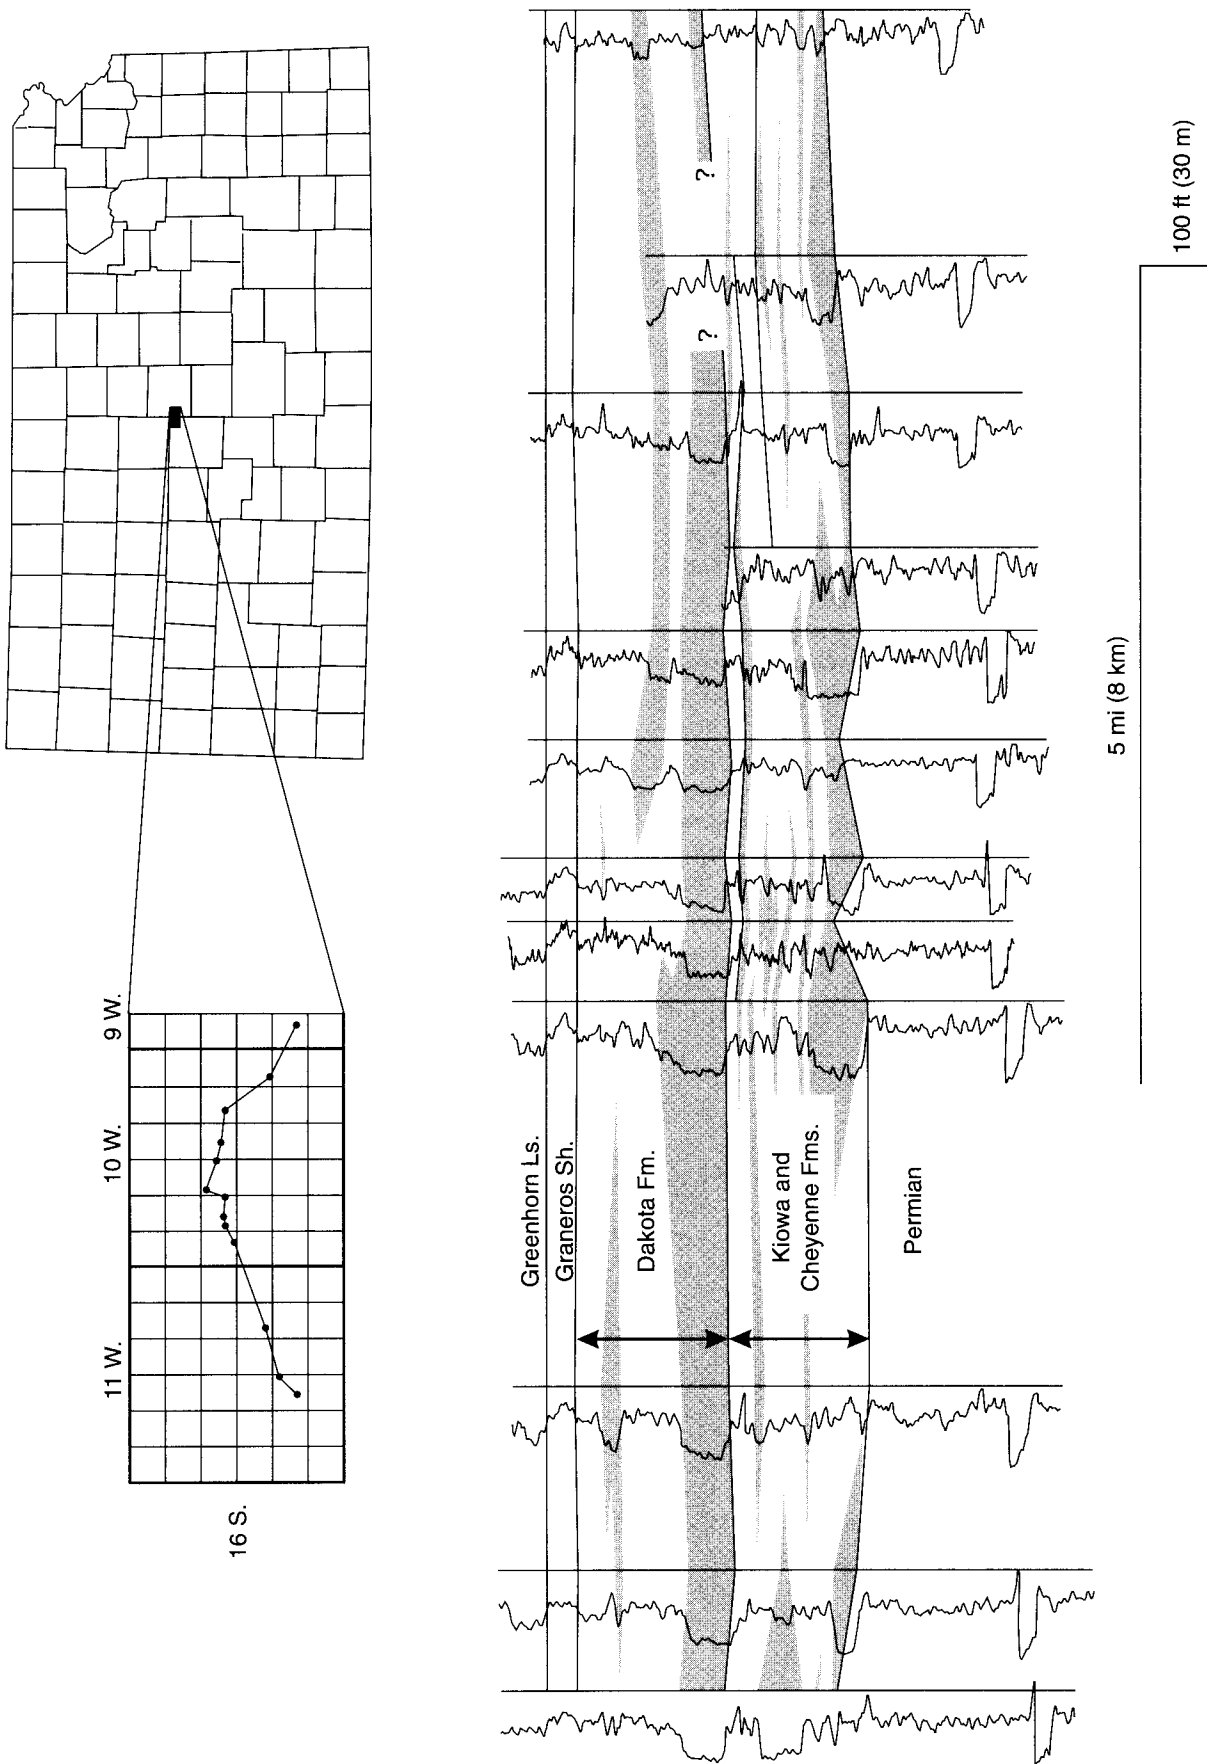 11 W.
10 W.
9 W.
16 S.
Greenhorn Ls.
Graneros Sh.
Dakota Fm.
Kiowa and
Cheyenne Fms.
Permian
?
?
5 mi (8 km)
100 ft (30 m)